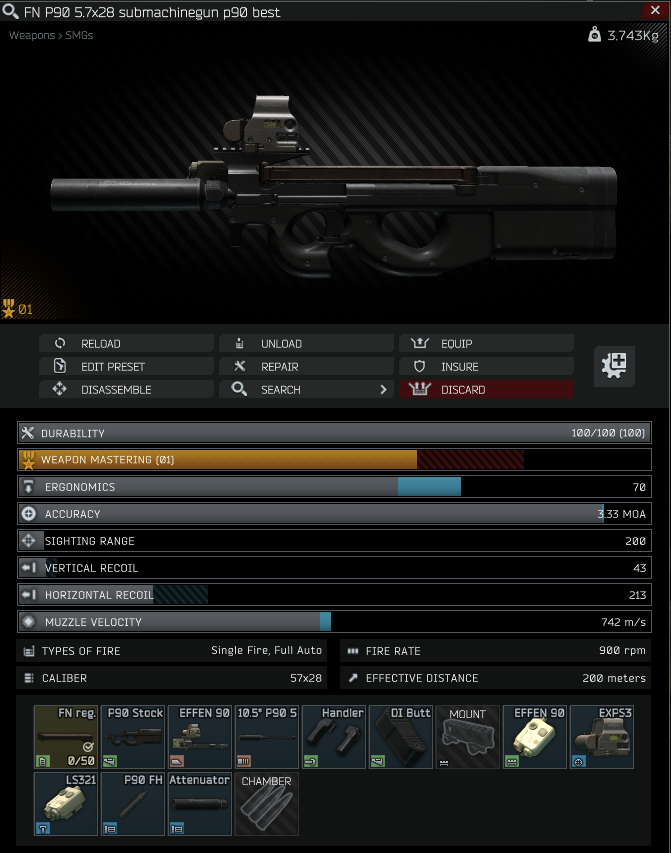 FN P90 5.7x28 submachinegun p90 best
Weapons > SMGs
3,743Kg
01
RELOAD
UNLOAD
EQUIP
EDIT PRESET
REPAIR
INSURE
DISASSEMBLE
SEARCH
DISCARD
DURABILITY 100/100 (100)
WEAPON MASTERING (01)
ERGONOMICS 70
ACCURACY 3.33 MOA
SIGHTING RANGE 200
VERTICAL RECOIL 43
HORIZONTAL RECOIL 213
MUZZLE VELOCITY 742 m/s
TYPES OF FIRE Single Fire, Full Auto
FIRE RATE 900 rpm
CALIBER 57x28
EFFECTIVE DISTANCE 200 meters
FN reg.
P90 Stock
EFFEN 90
10.5" P90 5
Handler
DI Butt
MOUNT
EFFEN 90
EXPS3
0/50
LS321
P90 FH
Attenuator
CHAMBER